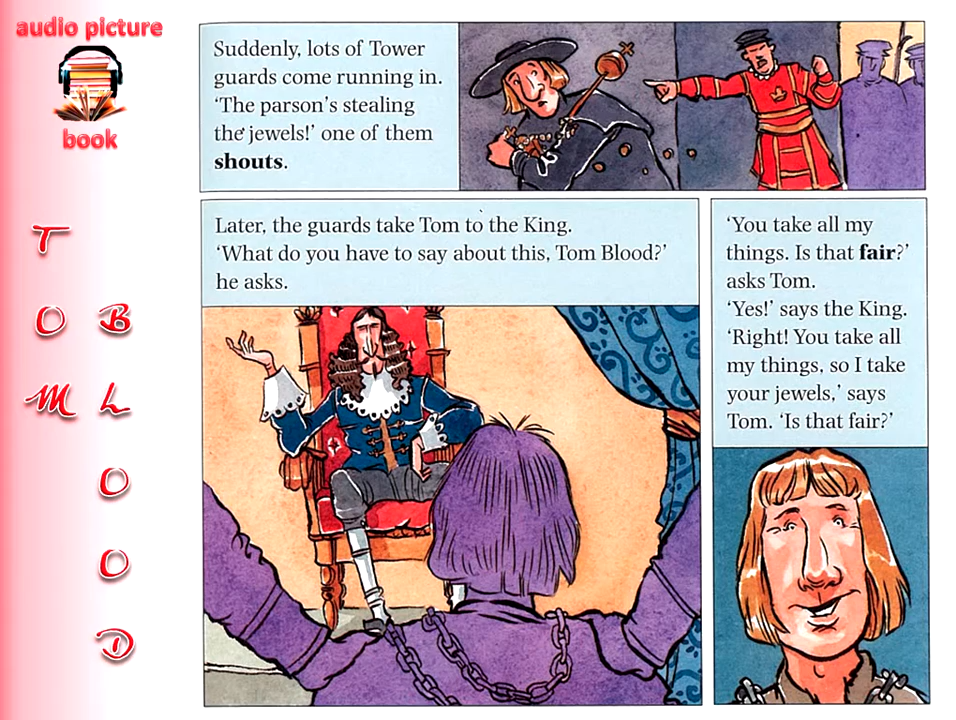 audio picture
book
TOM
BLOOD
Suddenly, lots of Tower
guards come running in.
‘The parson’s stealing
the jewels!’ one of them
shouts.
Later, the guards take Tom to the King.
‘What do you have to say about this, Tom Blood?’
he asks.
‘You take all my
things. Is that fair?’
asks Tom.
‘Yes!’ says the King.
‘Right! You take all
my things, so I take
your jewels,’ says
Tom. ‘Is that fair?’